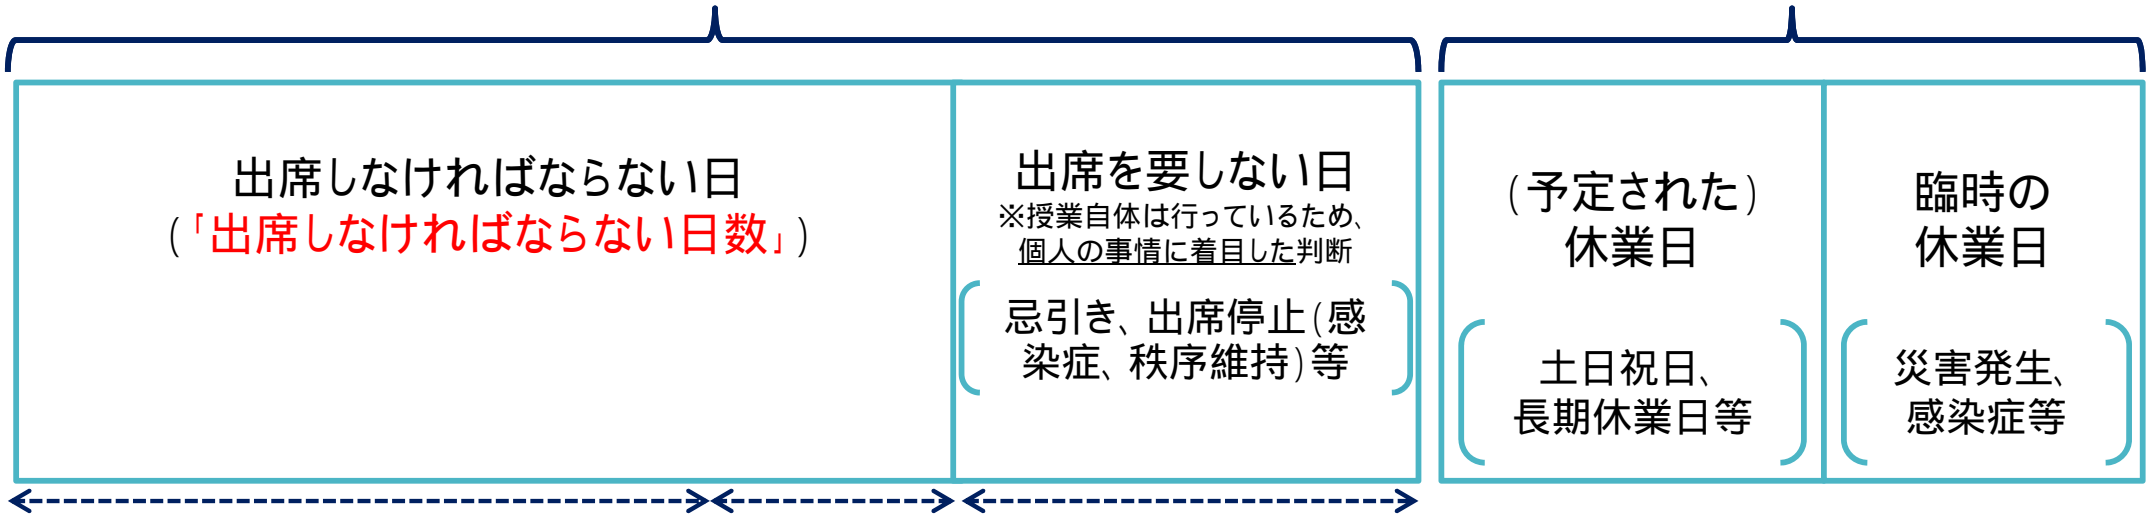 出席しなければならない日
(「出席しなければならない日数」)
出席を要しない日
※授業自体は行っているため、
個人の事情に着目した判断
忌引き、出席停止(感
染症、秩序維持)等
(予定された)
休業日
土日祝日、
長期休業日等
臨時の
休業日
災害発生、
感染症等